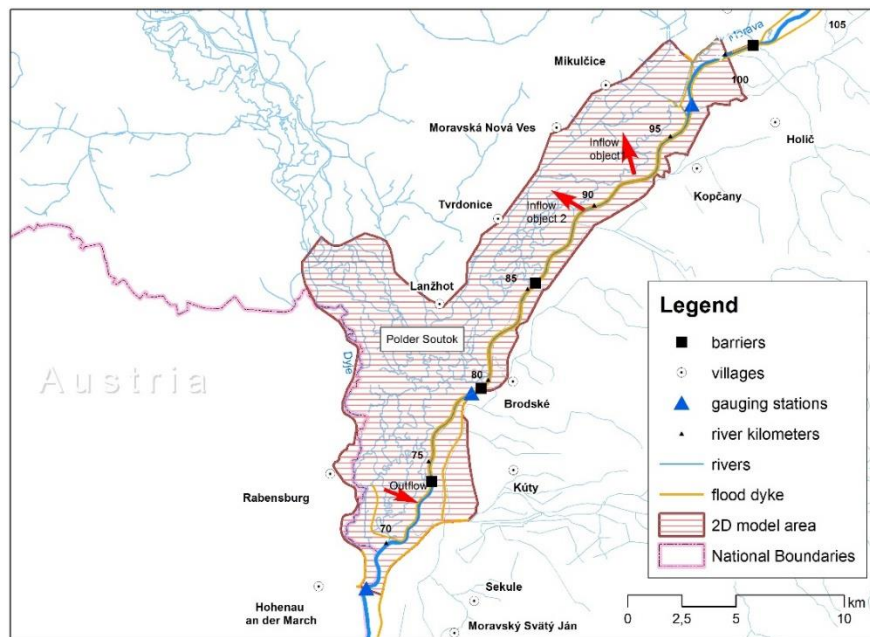 Morava
105
Mikulčice
100
Moravská Nová Ves
95
Holič
Inflow
object
Kopčany
90
Tvrdonice
Inflow
object 2
85
Lanžhot
Legend
Polder Soutok
barriers
Dyje
villages
80
Austria
gauging stations
Brodské
river kilometers
75
rivers
Kúty
Outflow
flood dyke
Rabensburg
2D model area
70
National Boundaries
Sekule
Hohenau
an der March
km
0 2,5 5 10
Moravský Svätý Ján